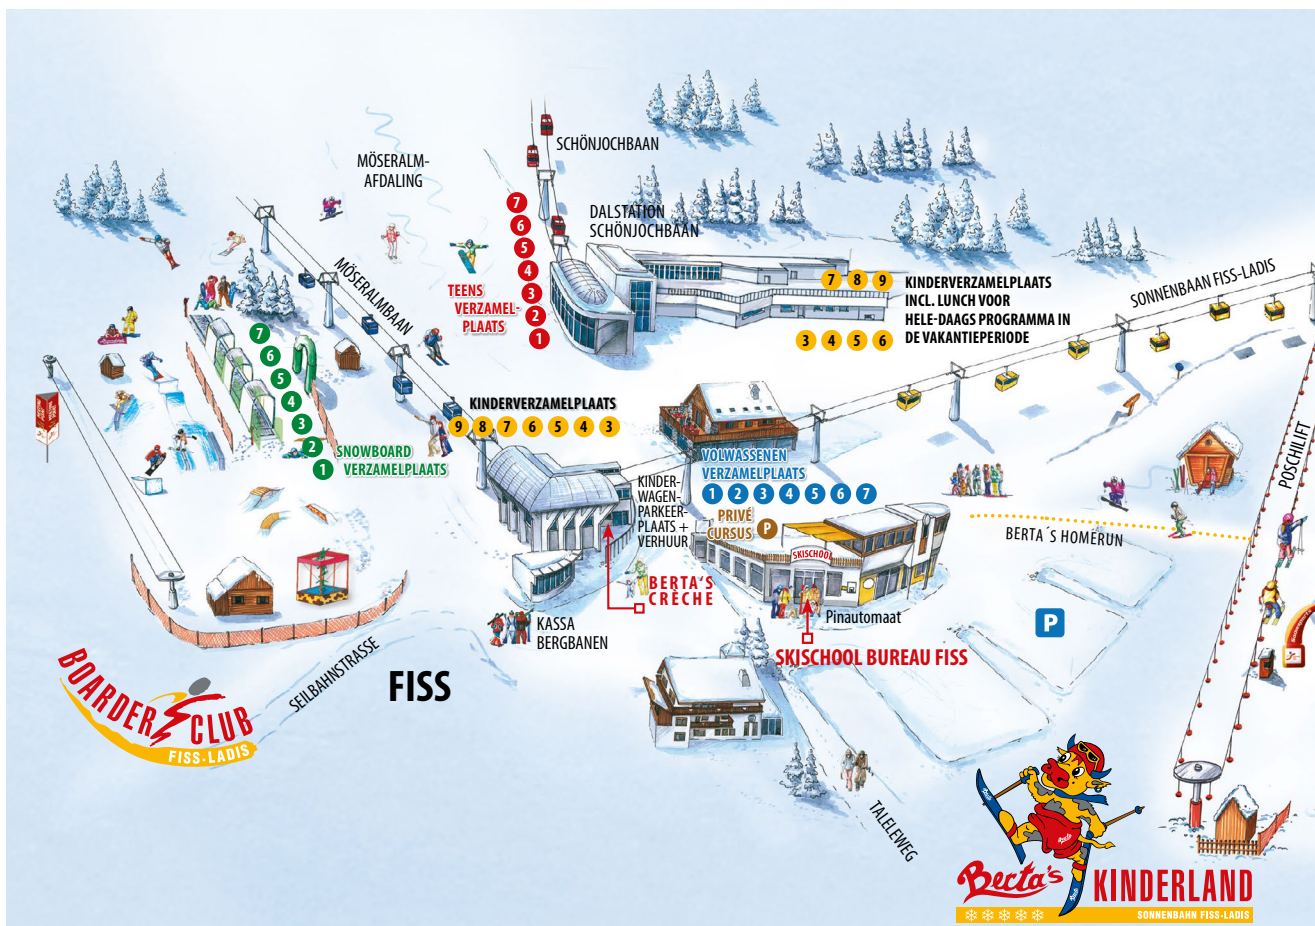 SCHÖNJOCHBAAN
MÖSERALM-
AFDALING
7
6
5
4
3
2
1
DALSTATION
SCHÖNJOCHBAAN
TEENS
VERZAMEL-
PLAATS
MÖSERALMBAAN
7 8 9
3 4 5 6
KINDERVERZAMELPLAATS
INCL. LUNCH VOOR
HELE-DAAGS PROGRAMMA IN
DE VAKANTIEPERIODE
SONNENBAAN FISS-LADIS
7
6
5
4
3
2
1
SNOWBOARD
VERZAMELPLAATS
KINDERVERZAMELPLAATS
9 8 7 6 5 4 3
VOLWASSENEN
VERZAMELPLAATS
1 2 3 4 5 6 7
PRIVÉ
CURSUS P
KINDER-
WAGEN-
PARKEER-
PLAATS +
VERHUUR
POSCHILIFT
BERTA´S HOMERUN
SKISCHOOL
BERTA'S
CRÈCHE
Pinautomaat
P
KASSA
BERGBANEN
SKISCHOOL BUREAU FISS
SEILBAHNSTRASSE
FISS
BOARDER CLUB
FISS-LADIS
TALELEWEG
Berta's KINDERLAND
SONNENBAHN FISS-LADIS